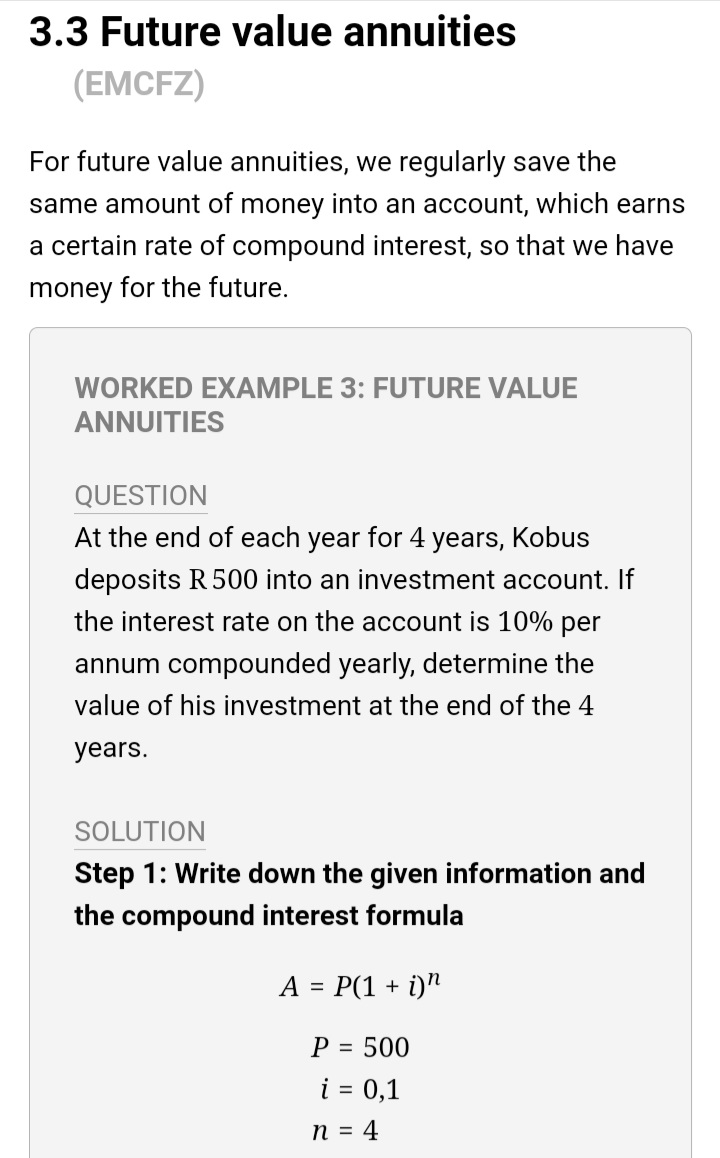 3.3 Future value annuities
(EMCFZ)
For future value annuities, we regularly save the
same amount of money into an account, which earns
a certain rate of compound interest, so that we have
money for the future.
WORKED EXAMPLE 3: FUTURE VALUE
ANNUITIES
QUESTION
At the end of each year for 4 years, Kobus
deposits R 500 into an investment account. If
the interest rate on the account is 10% per
annum compounded yearly, determine the
value of his investment at the end of the 4
years.
SOLUTION
Step 1: Write down the given information and
the compound interest formula
A = P(1 + i)ⁿ
P = 500
i = 0,1
n = 4